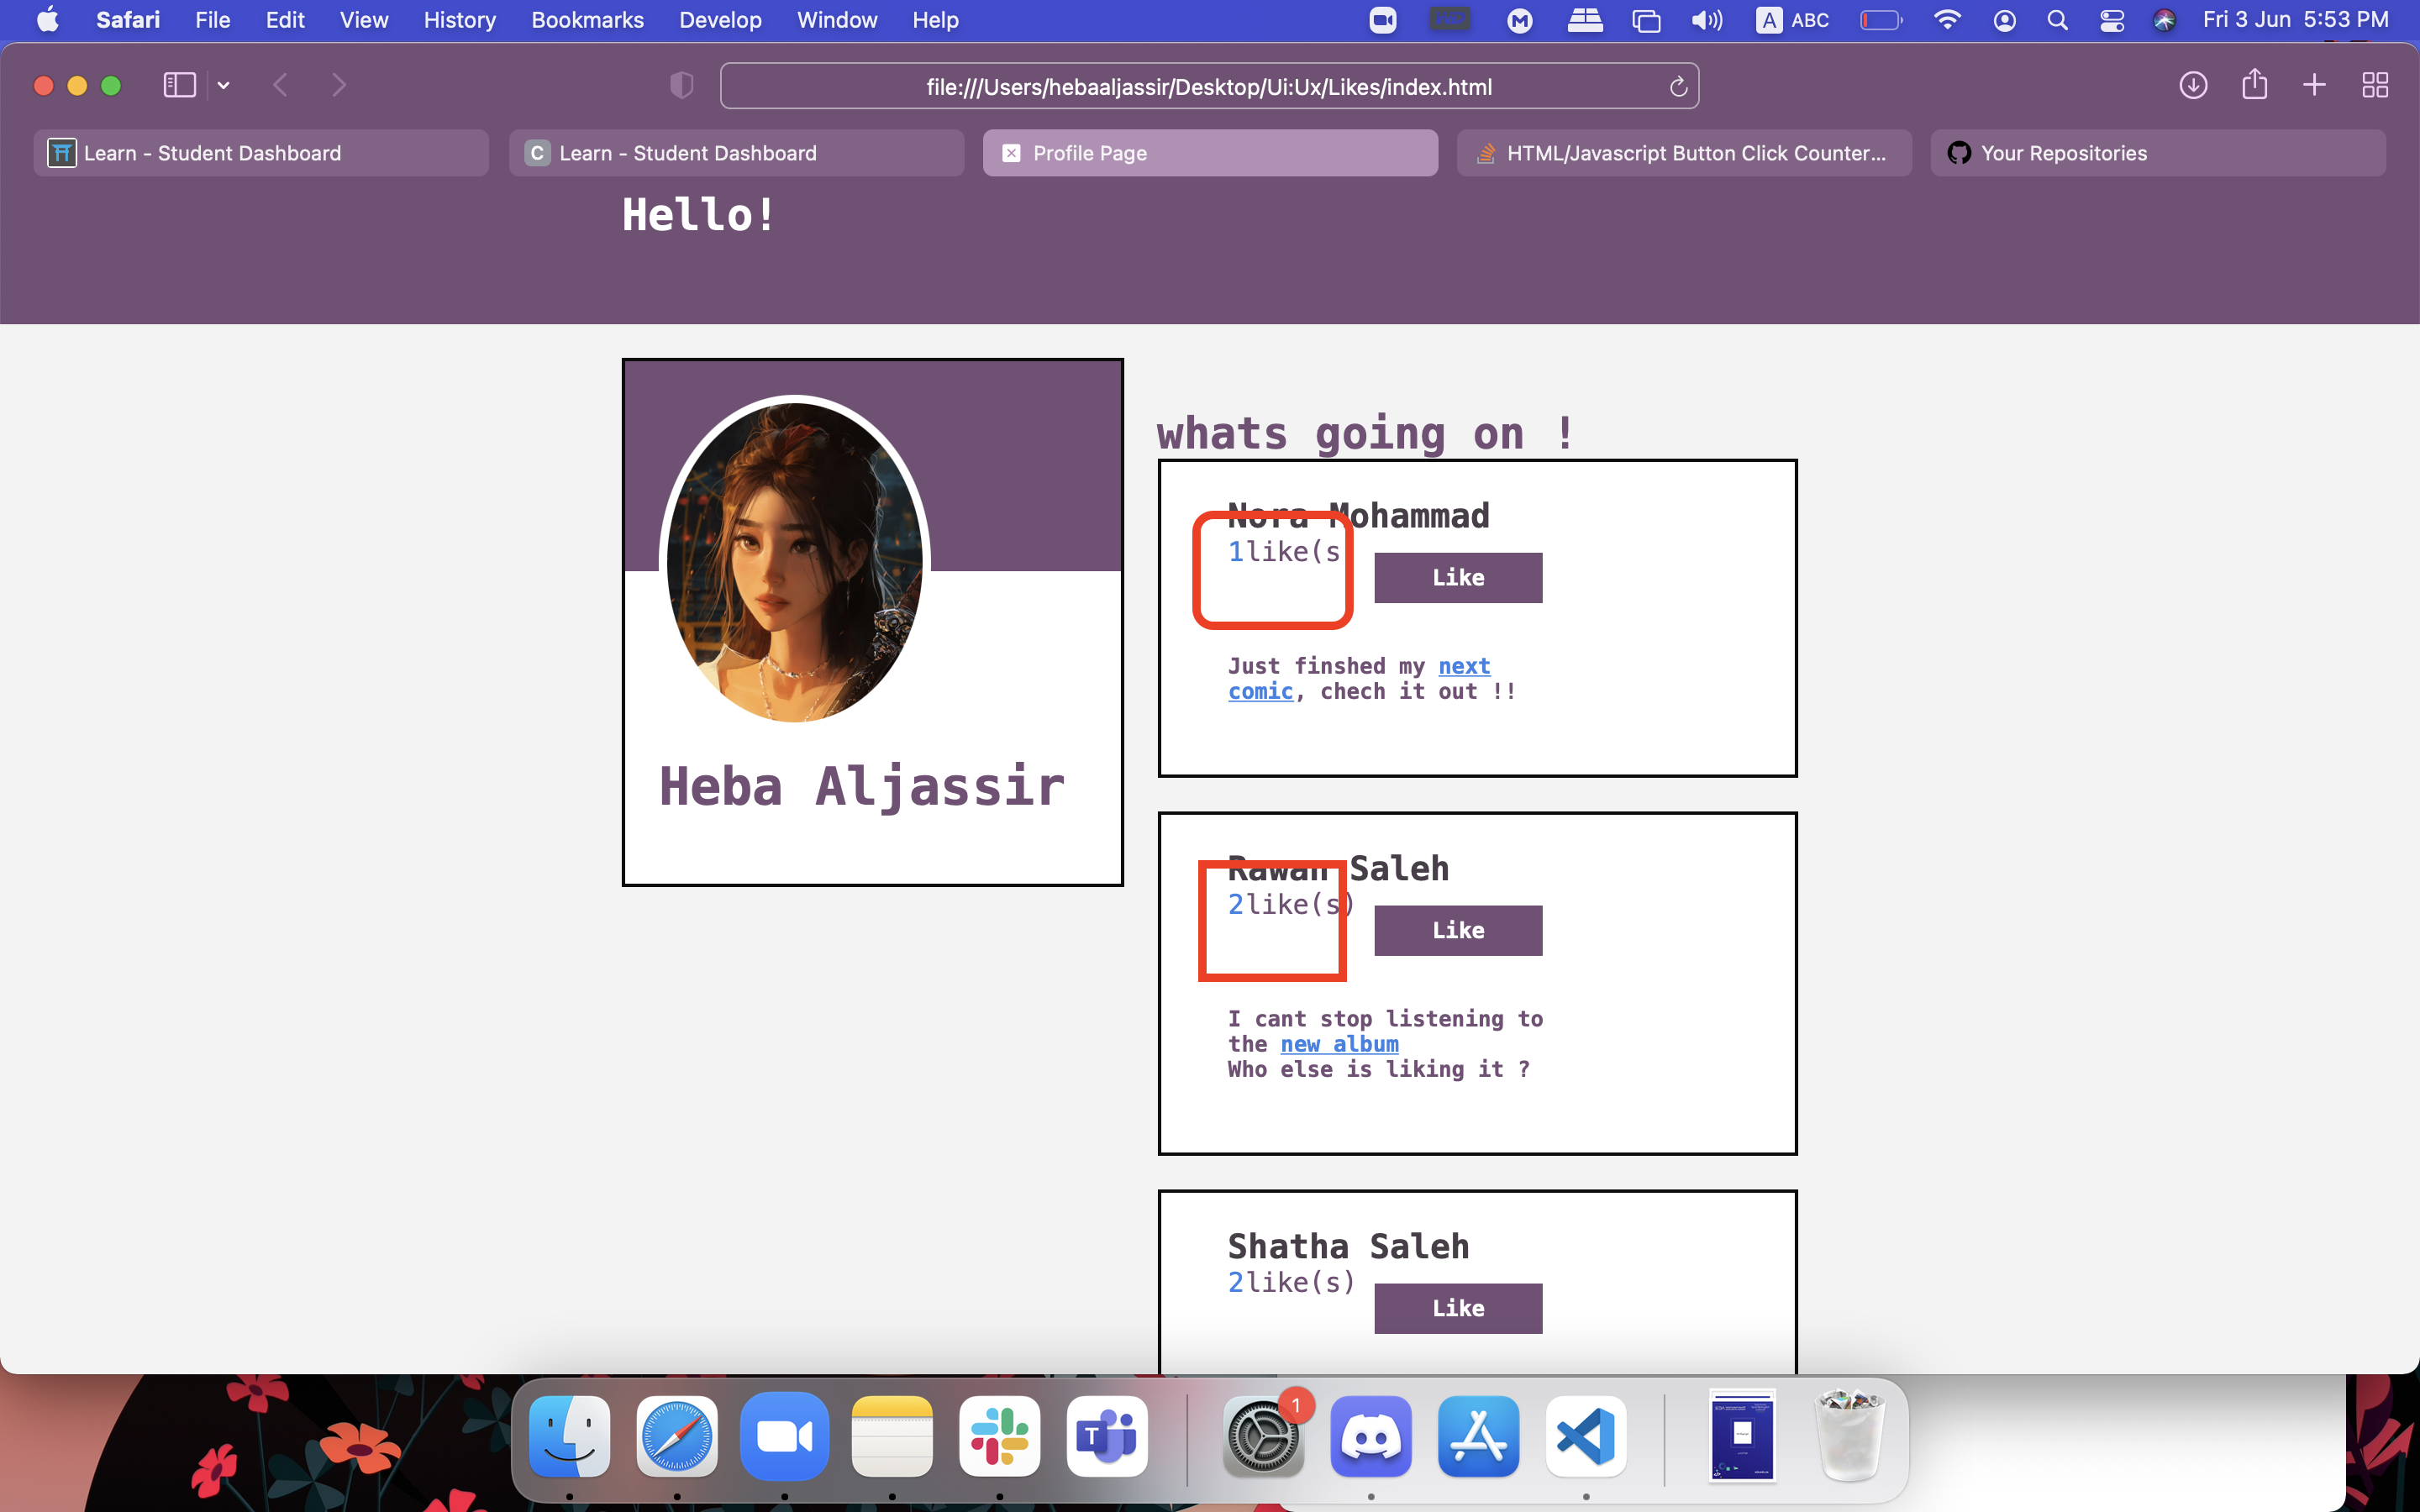 Safari File Edit View History Bookmarks Develop Window Help A ABC Fri 3 Jun 5:53 PM
file:///Users/hebaaljassir/Desktop/Ui:Ux/Likes/index.html
Learn - Student Dashboard
C Learn - Student Dashboard
Profile Page
HTML/Javascript Button Click Counter...
Your Repositories
Hello!
whats going on !
Nora Mohammad
1like(s
Like
Just finshed my next
comic, chech it out !!
Heba Aljassir
Rawan Saleh
2like(s)
Like
I cant stop listening to
the new album
Who else is liking it ?
Shatha Saleh
2like(s)
Like
1